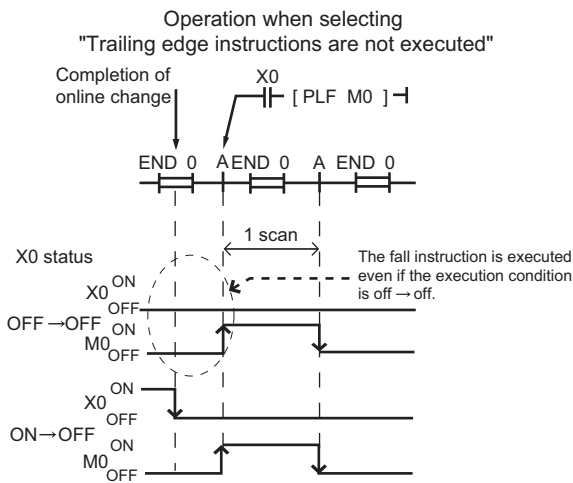 Operation when selecting
"Trailing edge instructions are not executed"
Completion of
online change
X0
[ PLF M0 ]
END 0 A END 0 A END 0
1 scan
X0 status
The fall instruction is executed
even if the execution condition
is off → off.
ON
X0
OFF
OFF→OFF
ON
M0
OFF
ON
X0
OFF
ON→OFF
ON
M0
OFF